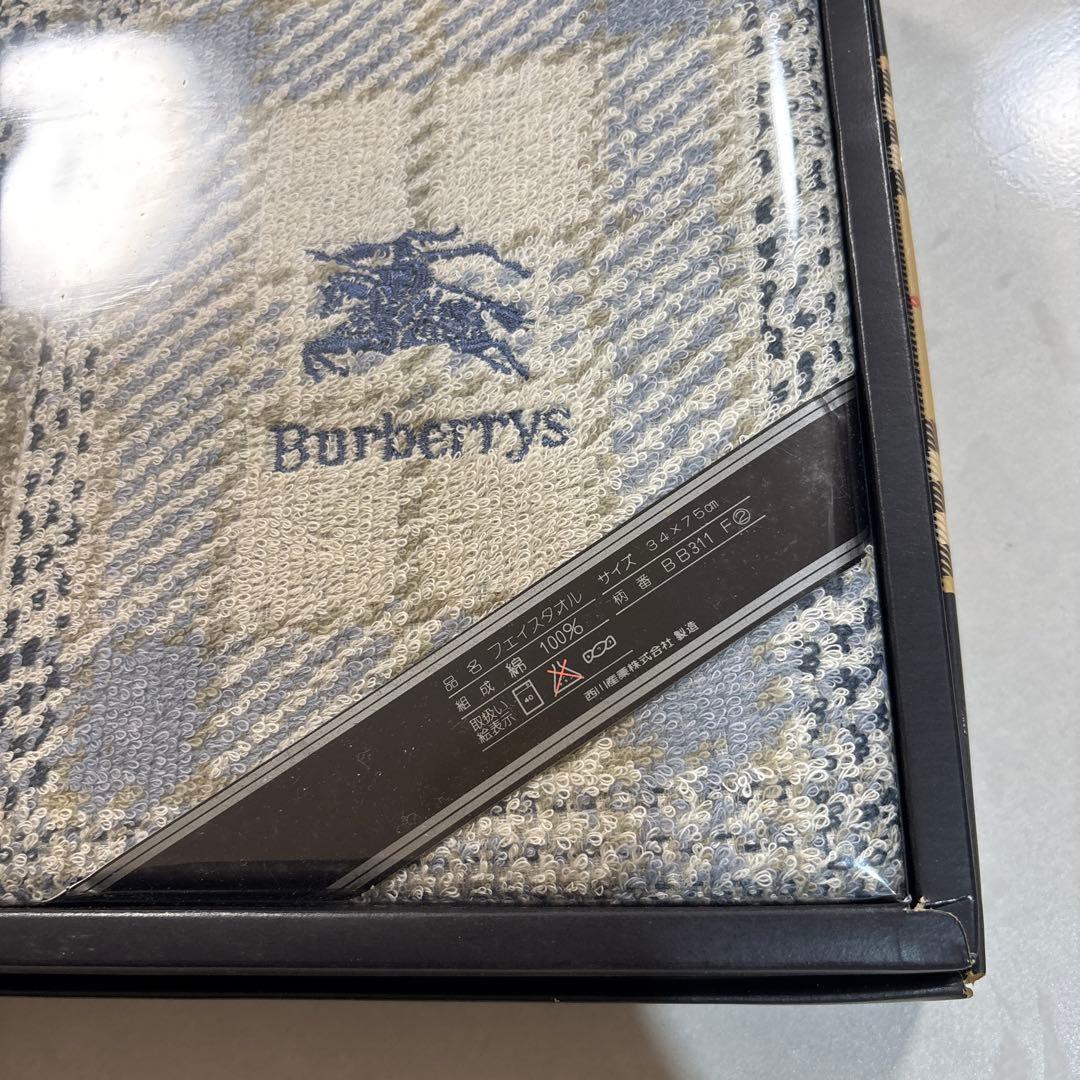 Burberrys
品 名 フェイスタオル サイズ 34×75㎝
組 成 綿 100% 柄 番 BB311 F②
取扱い
絵表示
40
西川産業株式会社 製造